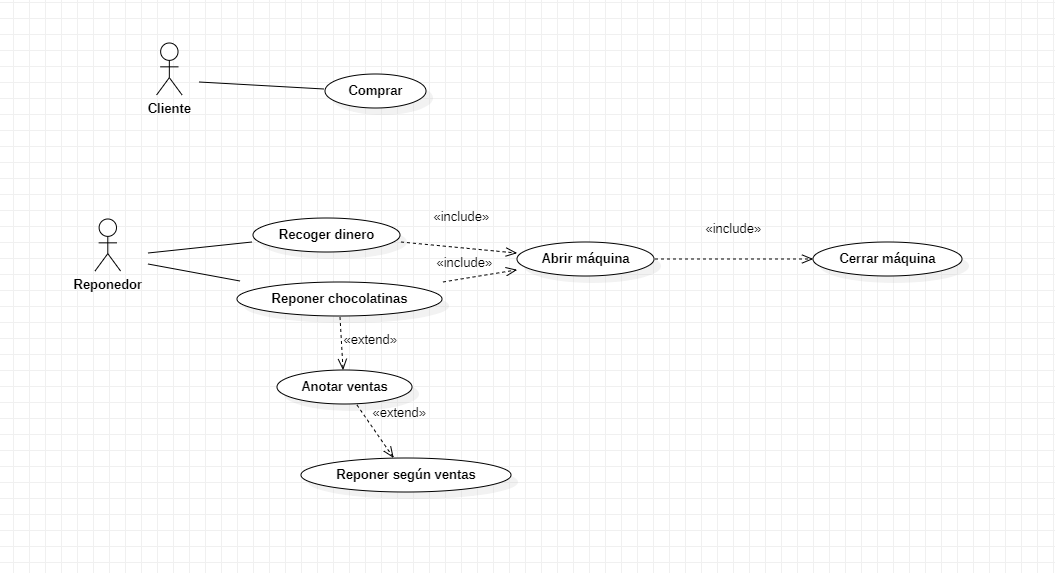 Cliente
Comprar
Reponedor
Recoger dinero
«include»
Abrir máquina
«include»
Cerrar máquina
«include»
Reponer chocolatinas
«extend»
Anotar ventas
«extend»
Reponer según ventas